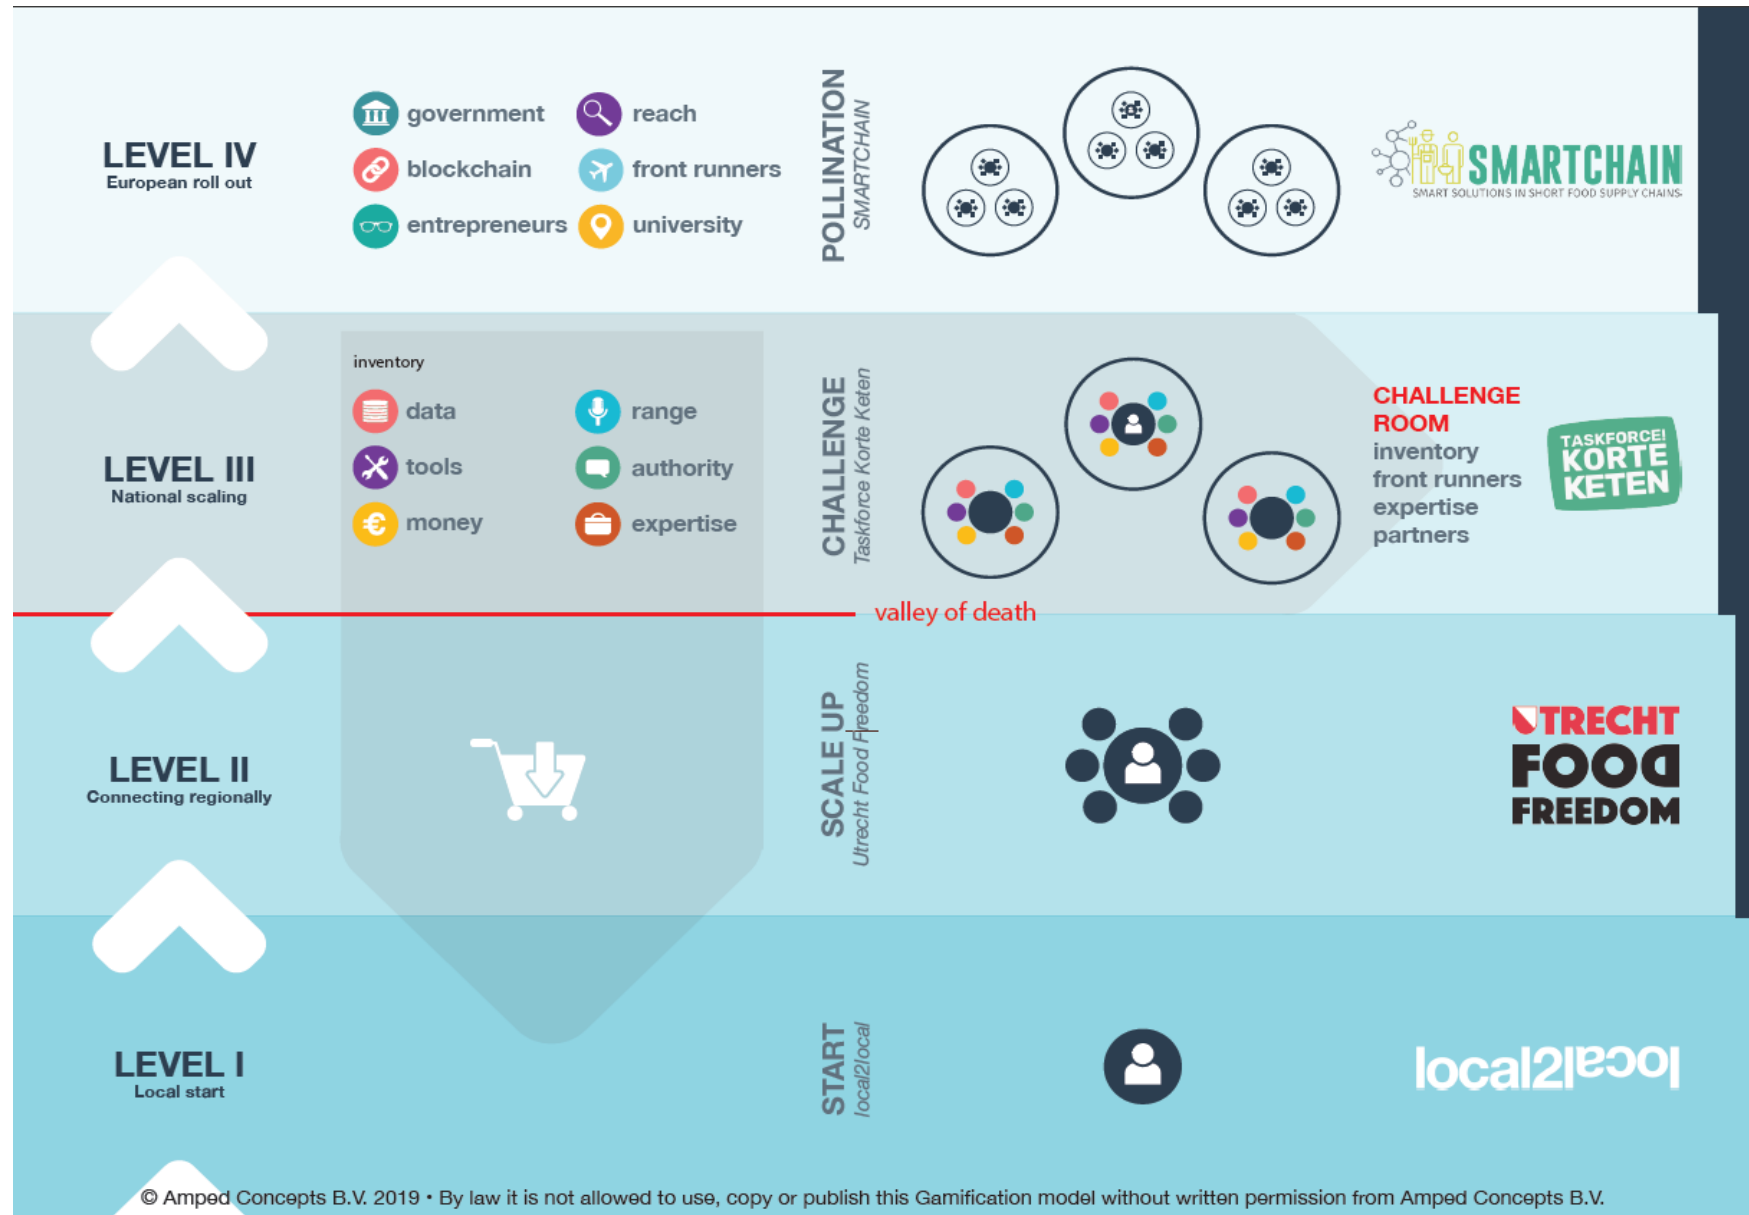 LEVEL IV
European roll out
government
reach
blockchain
front runners
entrepreneurs
university
POLLINATION
SMARTCHAIN
SMARTCHAIN
SMART SOLUTIONS IN SHORT FOOD SUPPLY CHAINS
LEVEL III
National scaling
inventory
data
range
tools
authority
money
expertise
CHALLENGE
Taskforce Korte Keten
CHALLENGE
ROOM
inventory
front runners
expertise
partners
TASKFORCE!
KORTE
KETEN
valley of death
LEVEL II
Connecting regionally
SCALE UP
Utrecht Food Freedom
UTRECHT
FOOD
FREEDOM
LEVEL I
Local start
START
local2local
local2local
© Amped Concepts B.V. 2019 • By law it is not allowed to use, copy or publish this Gamification model without written permission from Amped Concepts B.V.